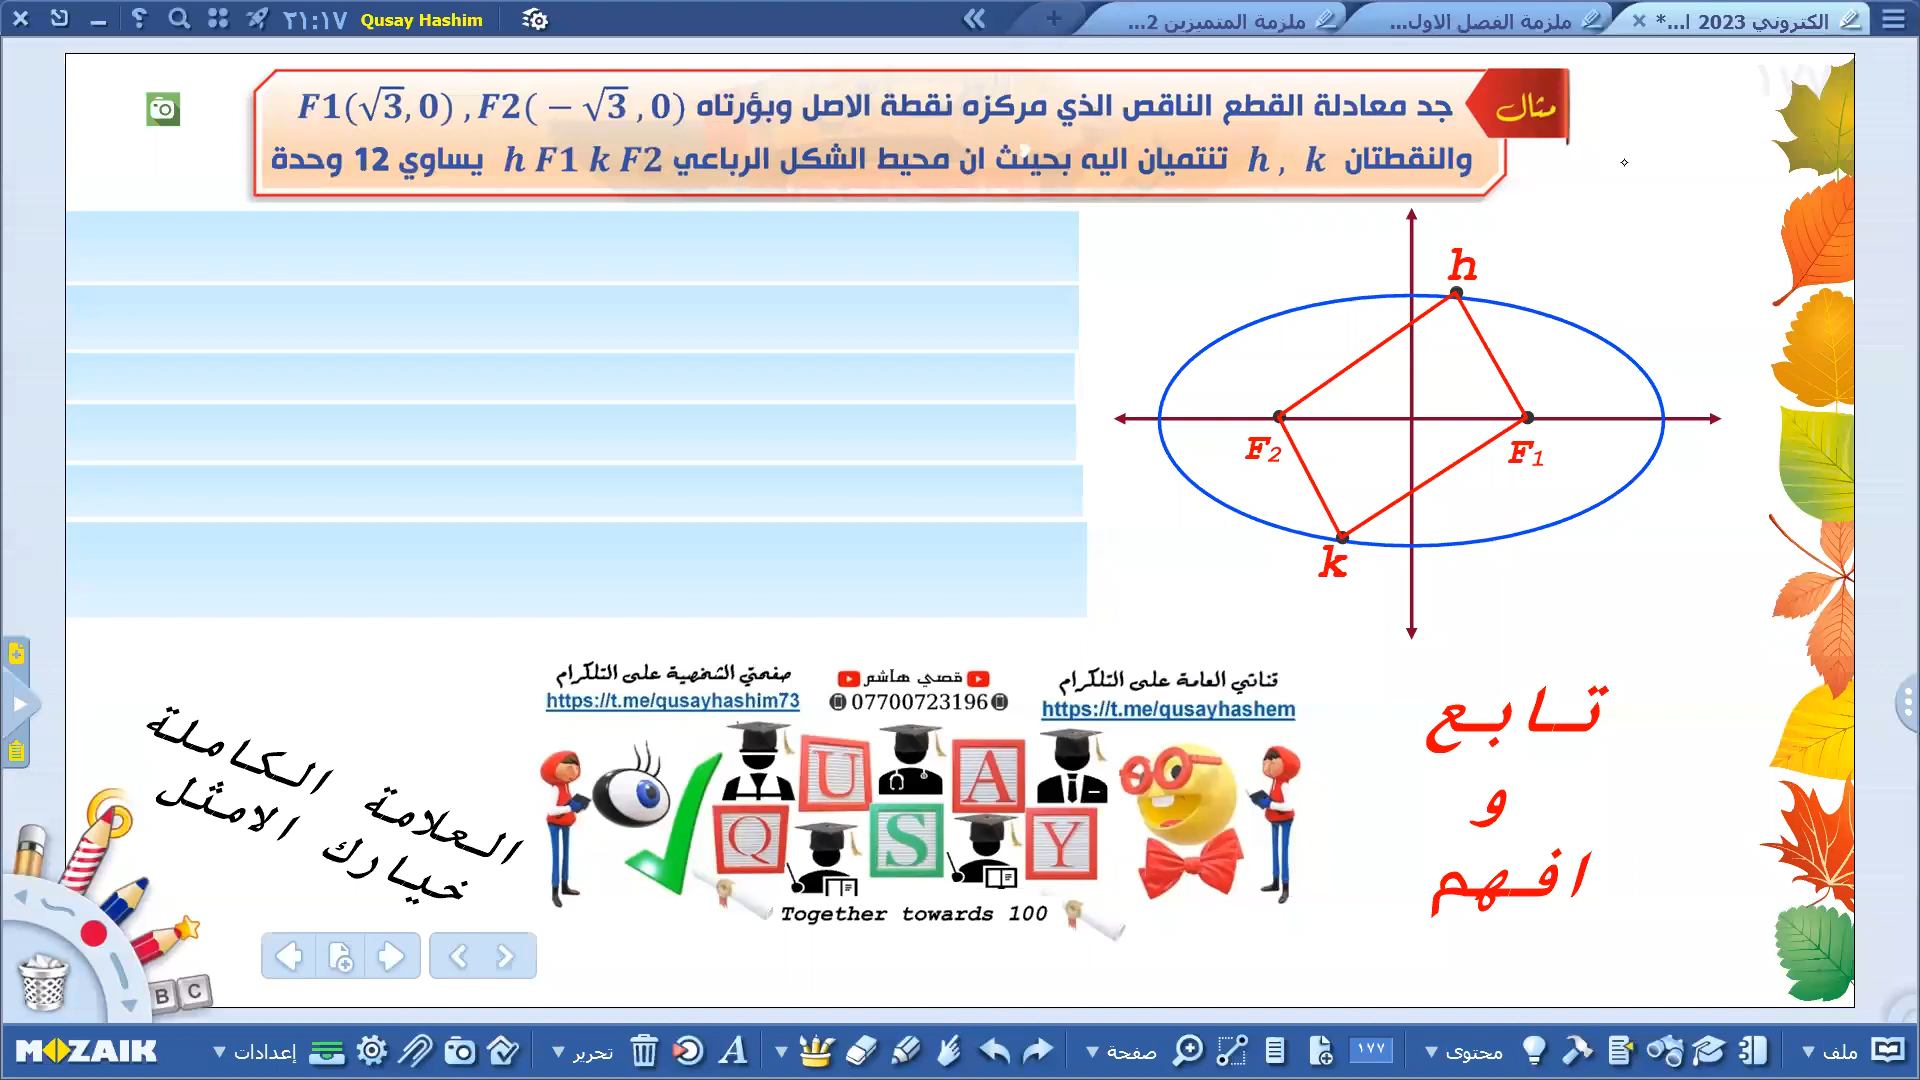 ٢١:١٧
Qusay Hashim
ملزمة المتميزين 2...
ملزمة الفصل الاول...
الكتروني 2023 ا...*
١٧٧
مثال
جد معادلة القطع الناقص الذي مركزه نقطة الاصل وبؤرتاه F1(√3,0) ,F2(−√3 ,0)
والنقطتان h , k تنتميان اليه بحيث ان محيط الشكل الرباعي h F1 k F2 يساوي 12 وحدة
h
F2
F1
k
صفحتي الشخصية على التلكرام
https://t.me/qusayhashim73
قصي هاشم
07700723196
قناتي العامة على التلكرام
https://t.me/qusayhashem
العلامة الكاملة
خيارك الامثل
تابع
و
افهم
U
A
Q
S
Y
Together towards 100
B C
MOZAIK
إعدادات
تحرير
A
صفحة
١٧٧
محتوى
ملف